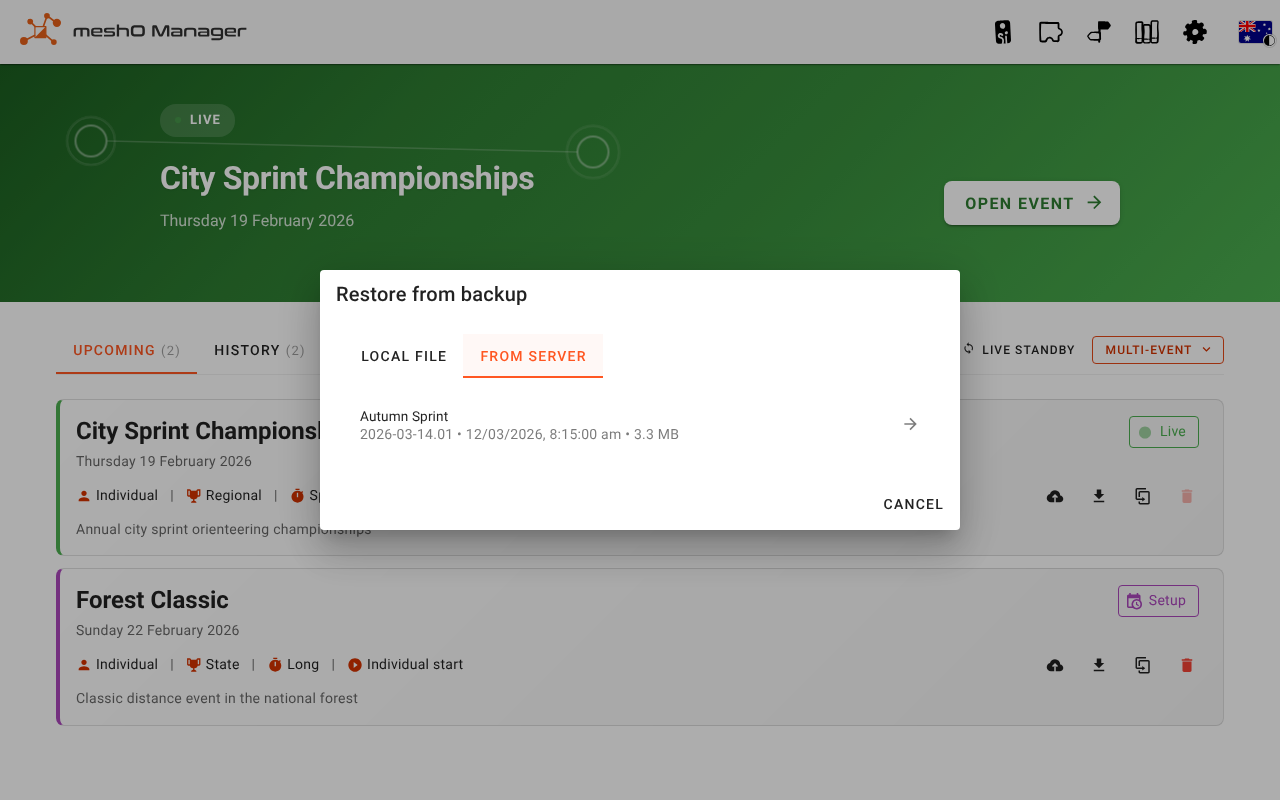 meshO Manager
Si
LIVE
City Sprint Championships
Thursday 19 February 2026
OPEN EVENT
Restore from backup
UPCOMING (2)
HISTORY (2)
LOCAL FILE
FROM SERVER
LIVE STANDBY
MULTI-EVENT
Autumn Sprint
2026-03-14.01 • 12/03/2026, 8:15:00 am • 3.3 MB
CANCEL
City Sprint
Live
Thursday 19 February 2026
Individual | Regional |
Annual city sprint orienteering championships
Forest Classic
Setup
Sunday 22 February 2026
Individual | State | Long | Individual start
Classic distance event in the national forest